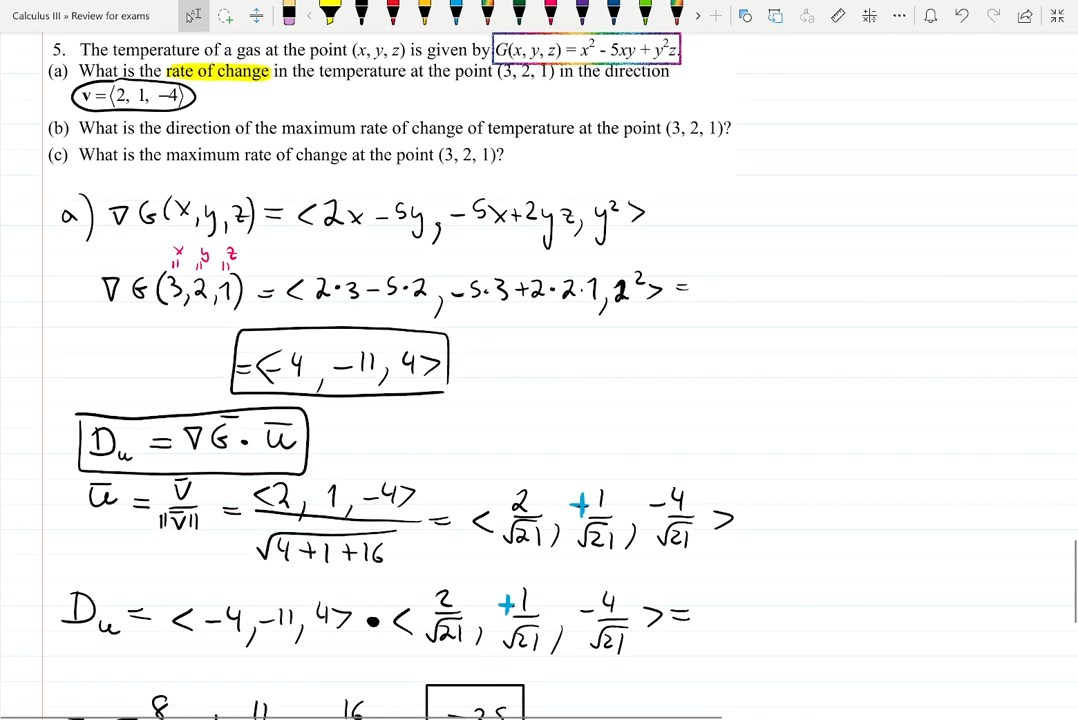 Calculus III » Review for exams
5. The temperature of a gas at the point (x, y, z) is given by G(x, y, z) = x² - 5xy + y²z.
(a) What is the rate of change in the temperature at the point (3, 2, 1) in the direction
v = ⟨2, 1, −4⟩
(b) What is the direction of the maximum rate of change of temperature at the point (3, 2, 1)?
(c) What is the maximum rate of change at the point (3, 2, 1)?
a) ∇G(x,y,z) = <2x − 5y, −5x+2yz, y²>
x y z
∇G(3,2,1) = <2·3−5·2, −5·3+2·2·1, 2²> =
= <−4, −11, 4>
Dᵤ = ∇G̅ · u̅
u̅ = v̅/||v̅|| = <2, 1, −4>/√4+1+16 = <2/√21, +1/√21, −4/√21>
Dᵤ = <−4, −11, 4> • <2/√21, +1/√21, −4/√21> =
8 11 16